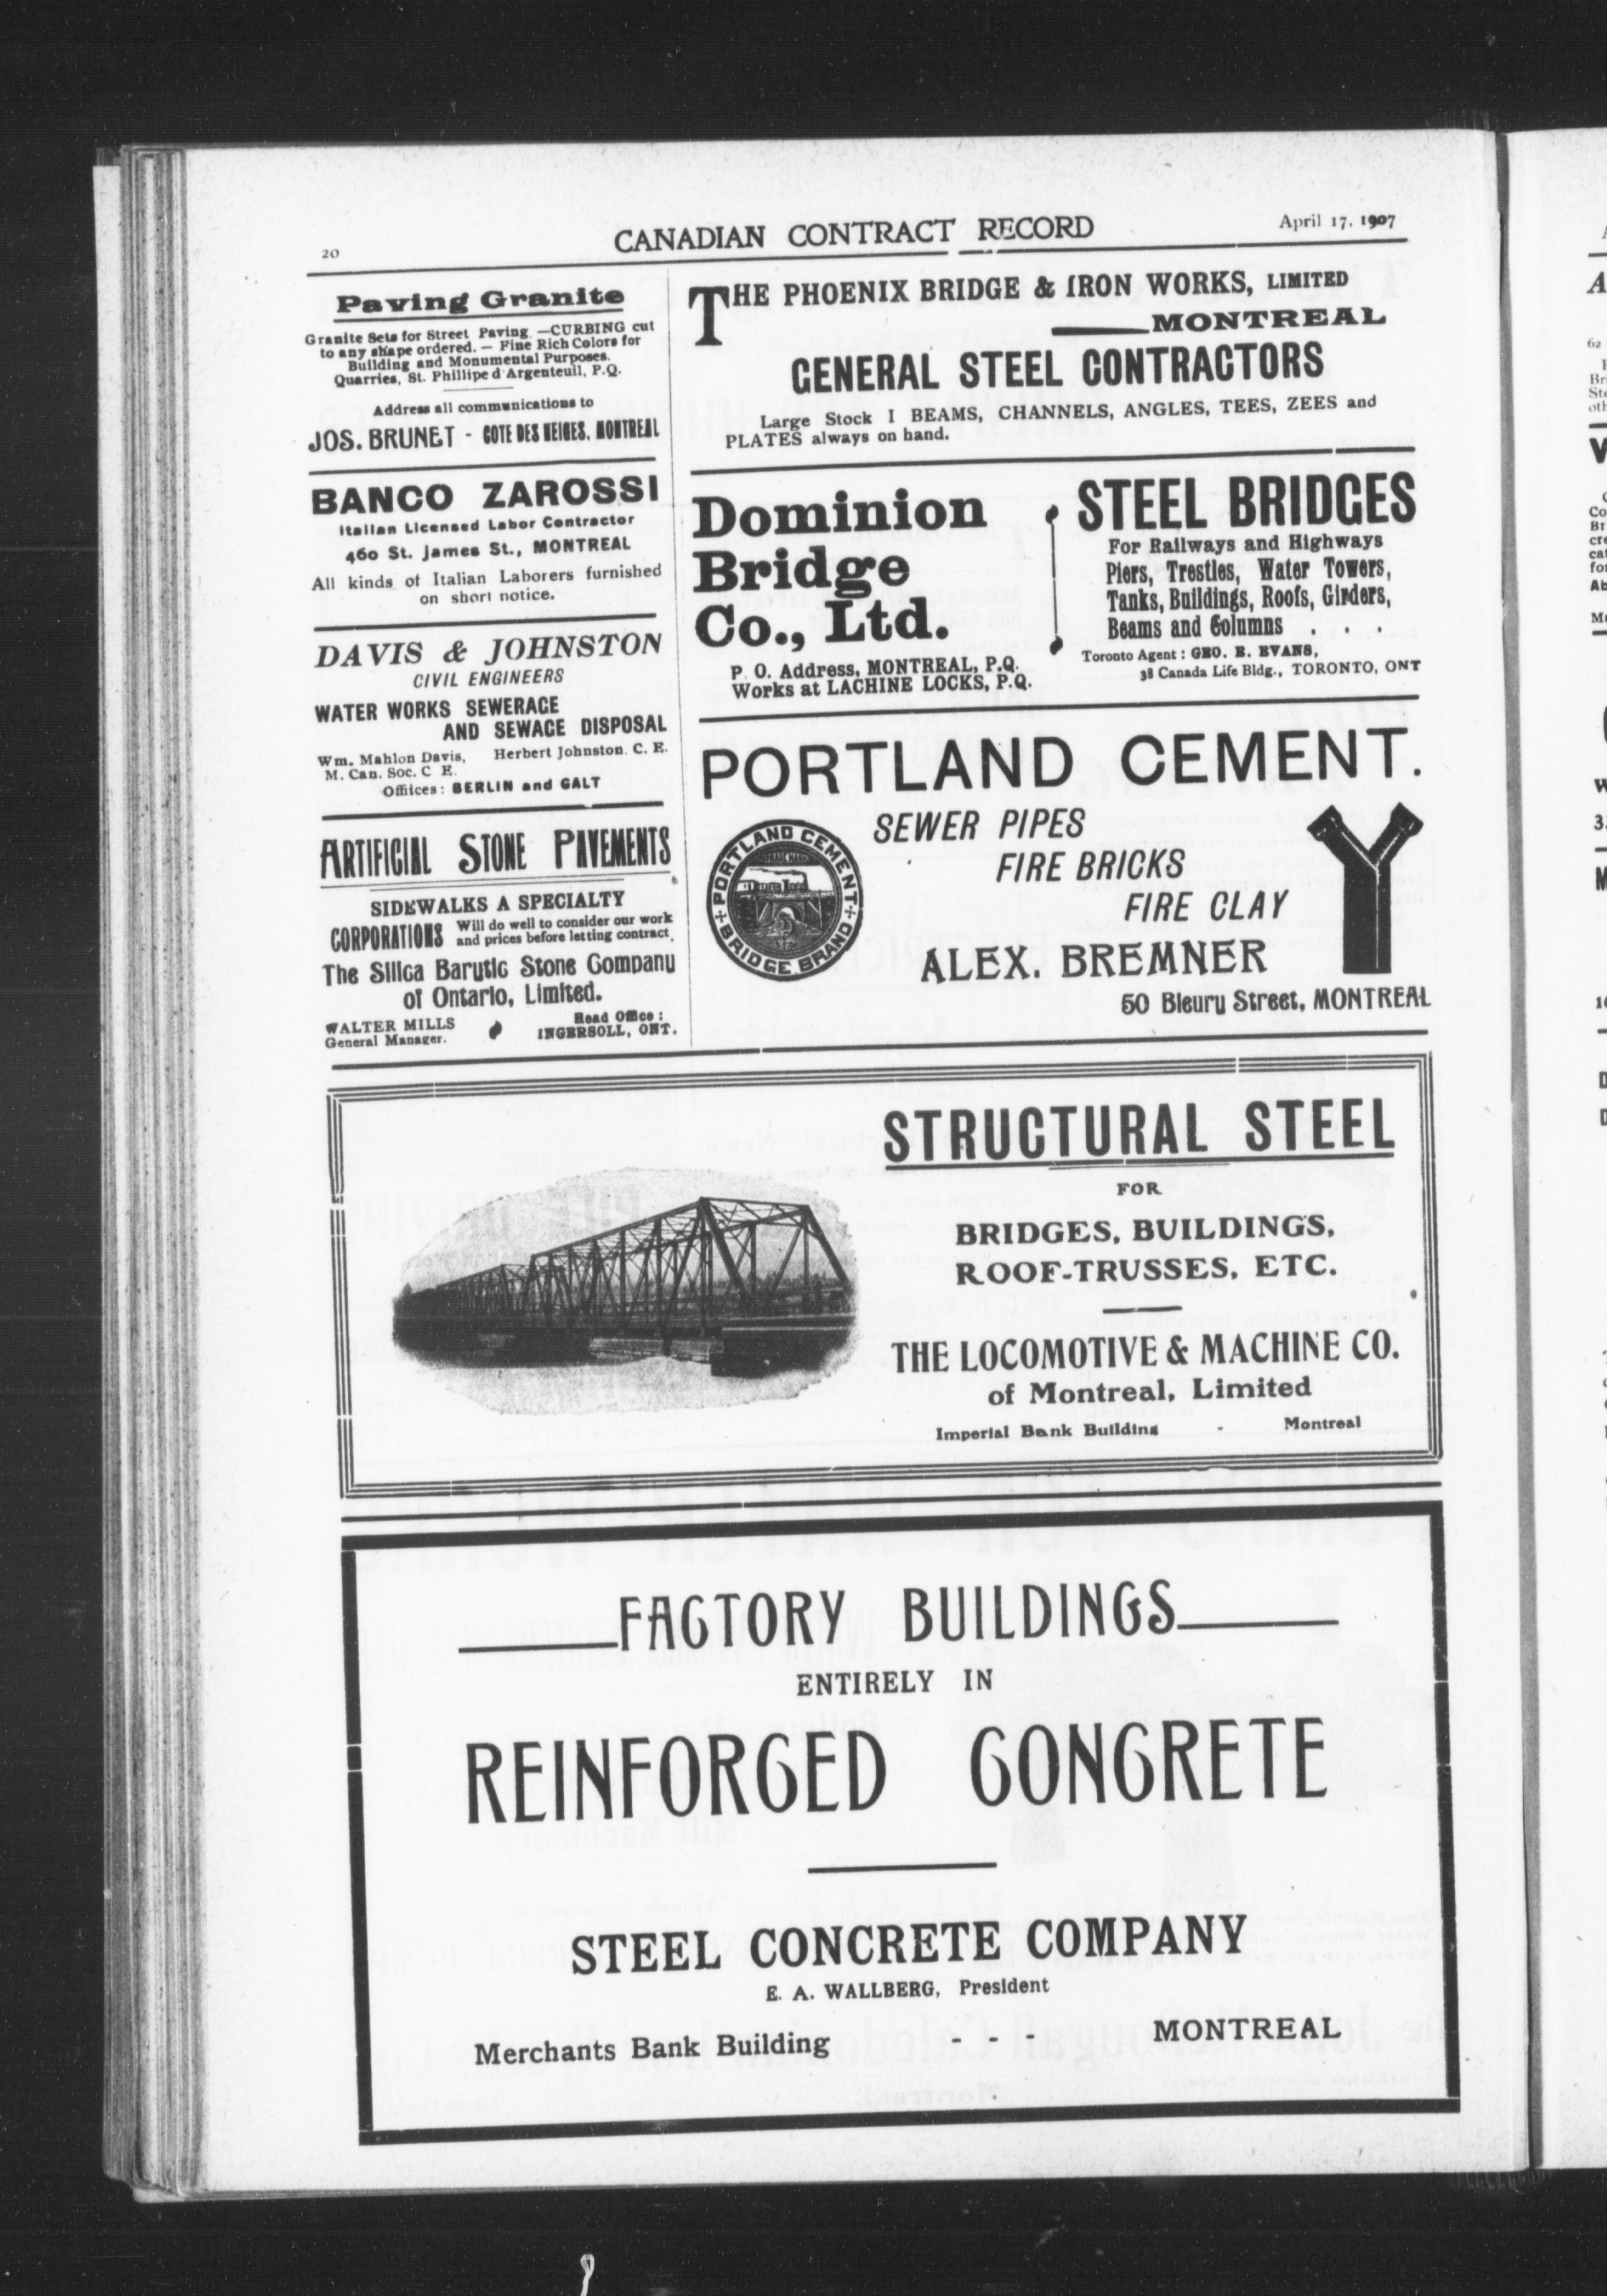 20
CANADIAN CONTRACT RECORD
April 17, 1907
Paving Granite
Granite Sets for Street Paving.—CURBING cut
to any shape ordered. — Fine Rich Colors for
Building and Monumental Purposes.
Quarries, St. Phillipe d'Argenteuil, P.Q.
Address all communications to
JOS. BRUNET - COTE DES NEIGES, MONTREAL
BANCO ZAROSSI
Italian Licensed Labor Contractor
460 St. James St., MONTREAL
All kinds of Italian Laborers furnished
on short notice.
DAVIS & JOHNSTON
CIVIL ENGINEERS
WATER WORKS SEWERAGE
AND SEWAGE DISPOSAL
Wm. Mahlon Davis, Herbert Johnston, C. E.
M. Can. Soc. C E.
Offiices: BERLIN and GALT
ARTIFICIAL STONE PAVEMENTS
SIDEWALKS A SPECIALTY
CORPORATIONS Will do well to consider our work
and prices before letting contract.
The Silica Barytic Stone Company
of Ontario, Limited.
WALTER MILLS
General Manager.
Head Office:
INGERSOLL, ONT.
THE PHOENIX BRIDGE & IRON WORKS, LIMITED
MONTREAL
GENERAL STEEL CONTRACTORS
Large Stock I BEAMS, CHANNELS, ANGLES, TEES, ZEES and
PLATES always on hand.
Dominion
Bridge
Co., Ltd.
P. O. Address, MONTREAL, P.Q.
Works at LACHINE LOCKS, P.Q.
STEEL BRIDGES
For Railways and Highways
Piers, Trestles, Water Towers,
Tanks, Buildings, Roofs, Girders,
Beams and Columns . . .
Toronto Agent: GEO. E. EVANS,
38 Canada Life Bldg., TORONTO, ONT
PORTLAND CEMENT.
SEWER PIPES
FIRE BRICKS
FIRE CLAY
PORTLAND CEMENT
TRADE MARK
BRIDGE BRAND
ALEX. BREMNER
50 Bleury Street, MONTREAL
STRUCTURAL STEEL
FOR
BRIDGES, BUILDINGS,
ROOF-TRUSSES, ETC.
THE LOCOMOTIVE & MACHINE CO.
of Montreal, Limited
Imperial Bank Building - Montreal
FACTORY BUILDINGS
ENTIRELY IN
REINFORCED CONCRETE
STEEL CONCRETE COMPANY
E. A. WALLBERG, President
Merchants Bank Building - - - MONTREAL